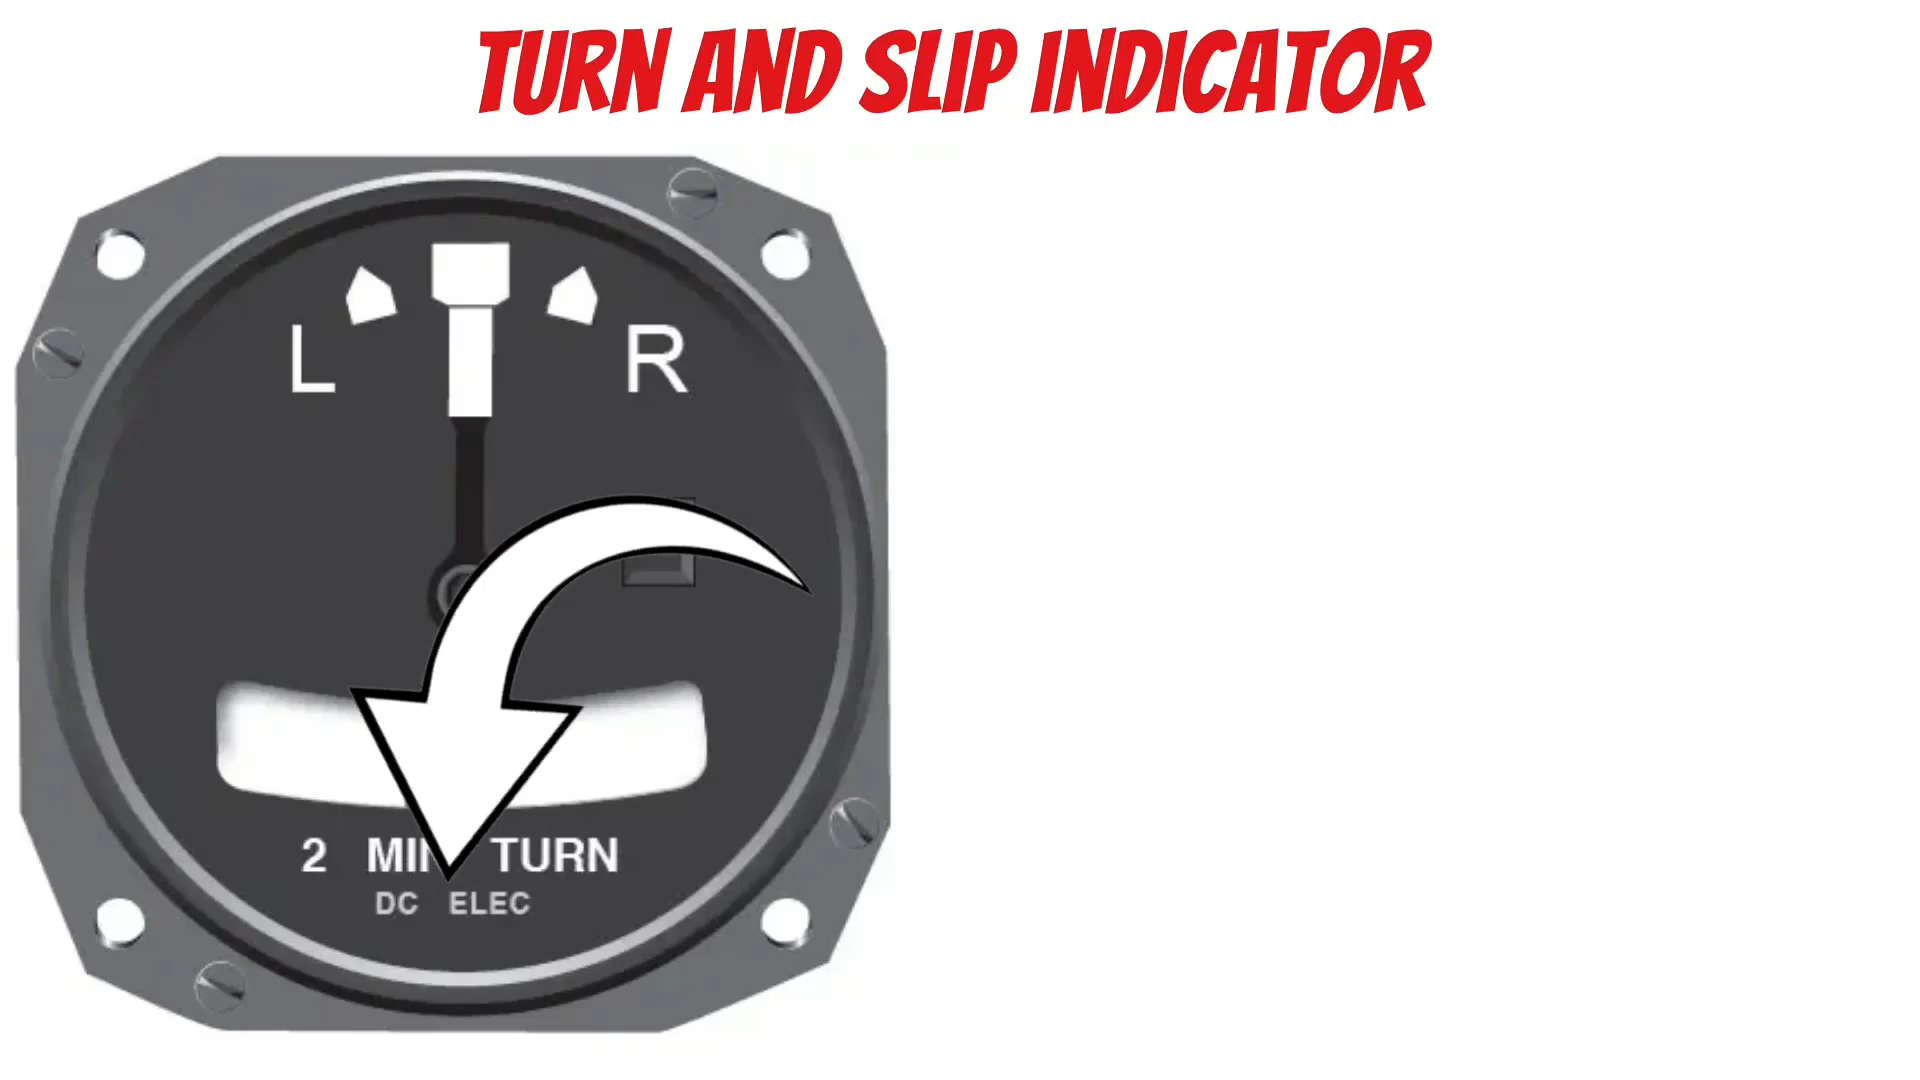 TURN AND SLIP INDICATOR
L R
2 TURN
DC ELEC